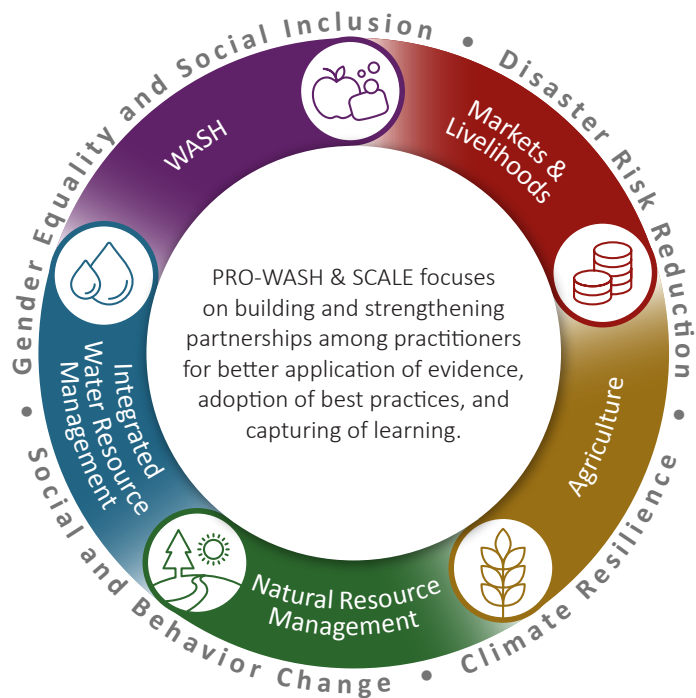 Gender Equality and Social Inclusion
•
Disaster Risk Reduction
•
Climate Resilience
•
Social and Behavior Change
•
WASH
Markets &
Livelihoods
Agriculture
Natural Resource
Management
Integrated
Water Resource
Management
PRO-WASH & SCALE focuses
on building and strengthening
partnerships among practitioners
for better application of evidence,
adoption of best practices, and
capturing of learning.